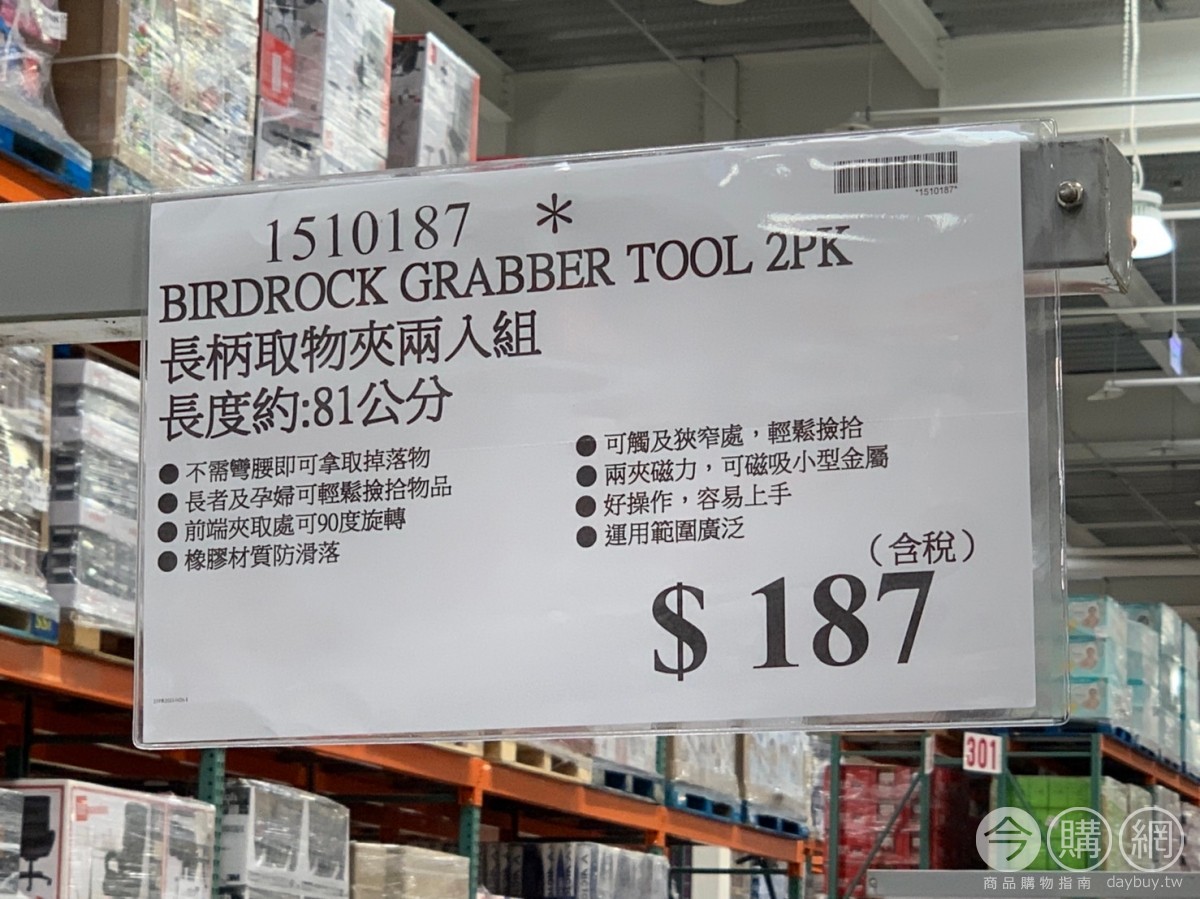 *1510187*
1510187 *
BIRDROCK GRABBER TOOL 2PK
長柄取物夾兩入組
長度約:81公分
● 不需彎腰即可拿取掉落物
● 長者及孕婦可輕鬆撿拾物品
● 前端夾取處可90度旋轉
● 橡膠材質防滑落
● 可觸及狹窄處，輕鬆撿拾
● 兩夾磁力，可磁吸小型金屬
● 好操作，容易上手
● 運用範圍廣泛
（含稅）
$ 187
301
今購網
商品購物指南 daybuy.tw